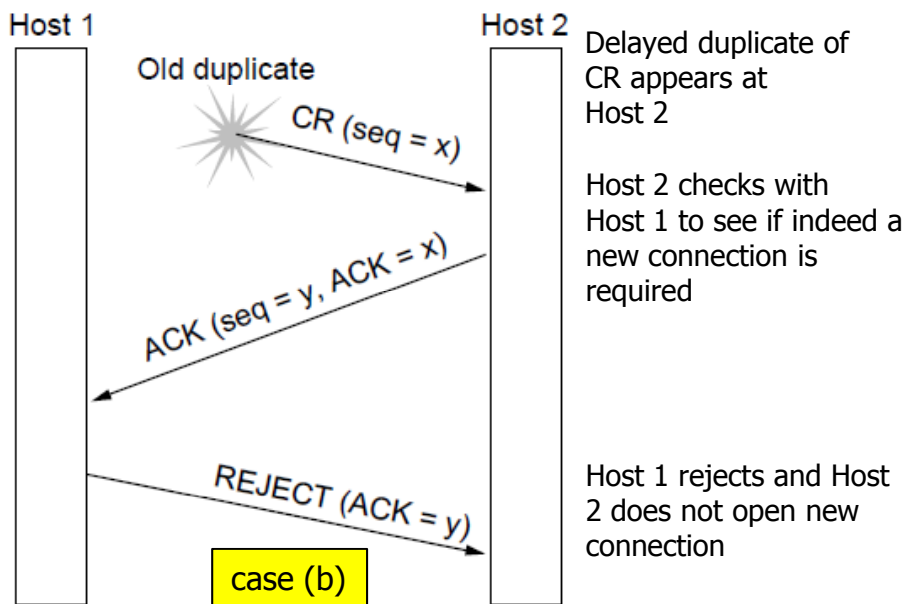 Host 1
Host 2
Old duplicate
CR (seq = x)
Delayed duplicate of
CR appears at
Host 2
ACK (seq = y, ACK = x)
Host 2 checks with
Host 1 to see if indeed a
new connection is
required
REJECT (ACK = y)
Host 1 rejects and Host
2 does not open new
connection
case (b)